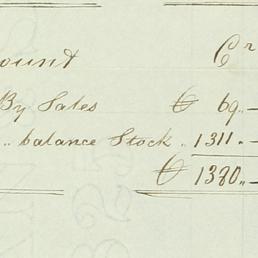 ount Cr
By Sales ₤ 69.. —
„ balance Stock „ 1311.. —
₤ 1380.. —